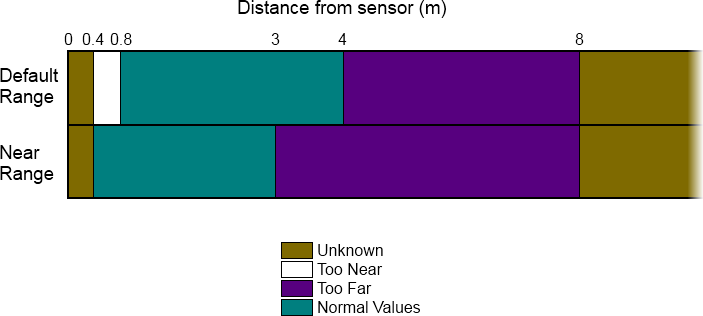 Distance from sensor (m)
0 0.4 0.8 3 4 8
Default
Range
Near
Range
Unknown
Too Near
Too Far
Normal Values